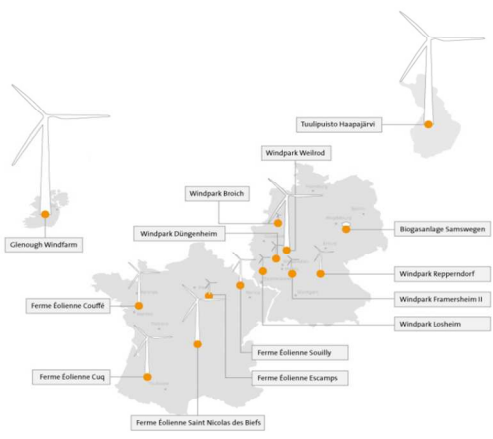 Tuulipuisto Haapajärvi
Windpark Weilrod
Windpark Broich
Windpark Düngenheim
Biogasanlage Samswegen
Glenough Windfarm
Windpark Repperndorf
Windpark Framersheim II
Ferme Éolienne Couffé
Windpark Losheim
Ferme Éolienne Souilly
Ferme Éolienne Cuq
Ferme Éolienne Escamps
Ferme Éolienne Saint Nicolas des Biefs